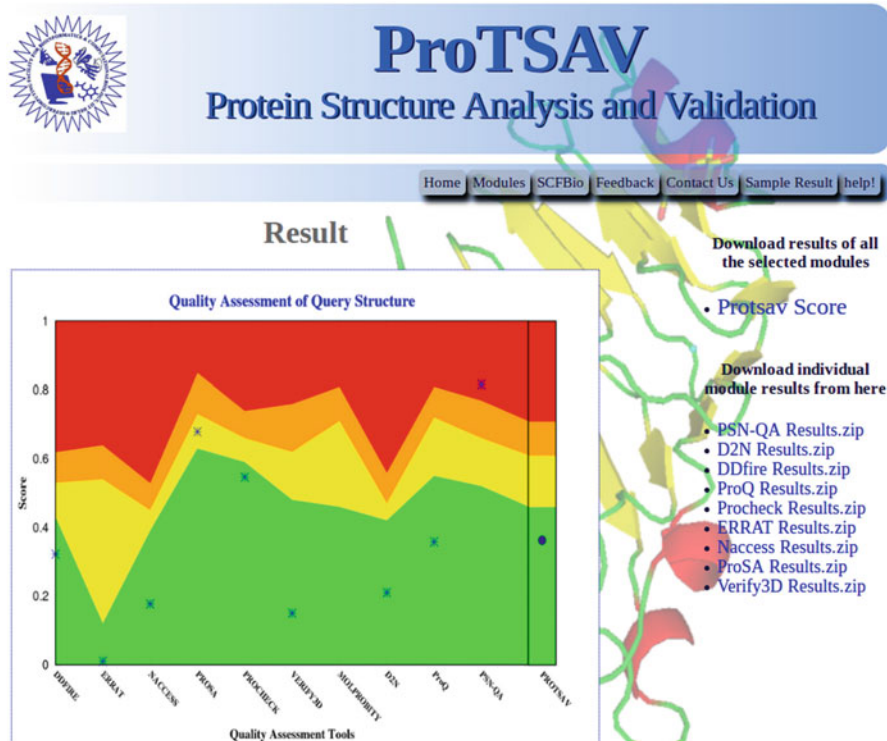 ProTSAV
Protein Structure Analysis and Validation
Home Modules SCFBio Feedback Contact Us Sample Result help!
Result
Quality Assessment of Query Structure
1
0.8
0.6
0.4
0.2
0
Score
DDFIRE
ERRAT
NACCESS
PROSA
PROCHECK
VERIFY3D
MOLPROBITY
D2N
ProQ
PSN-QA
PROTSAV
Quality Assessment Tools
Download results of all
the selected modules
• Protsav Score
Download individual
module results from here
• PSN-QA Results.zip
• D2N Results.zip
• DDfire Results.zip
• ProQ Results.zip
• Procheck Results.zip
• ERRAT Results.zip
• Naccess Results.zip
• ProSA Results.zip
• Verify3D Results.zip